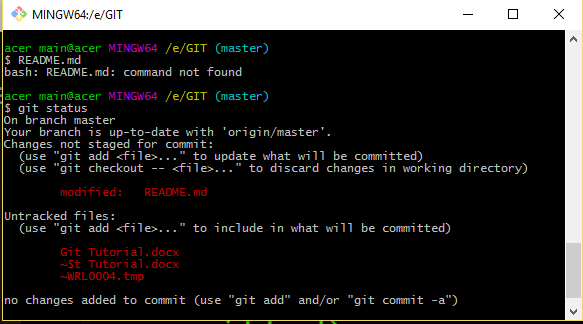 MINGW64:/e/GIT
acer main@acer MINGW64 /e/GIT (master)
$ README.md
bash: README.md: command not found
acer main@acer MINGW64 /e/GIT (master)
$ git status
On branch master
Your branch is up-to-date with 'origin/master'.
Changes not staged for commit:
  (use "git add <file>..." to update what will be committed)
  (use "git checkout -- <file>..." to discard changes in working directory)
        modified:   README.md
Untracked files:
  (use "git add <file>..." to include in what will be committed)
        Git Tutorial.docx
        ~$t Tutorial.docx
        ~WRL0004.tmp
no changes added to commit (use "git add" and/or "git commit -a")